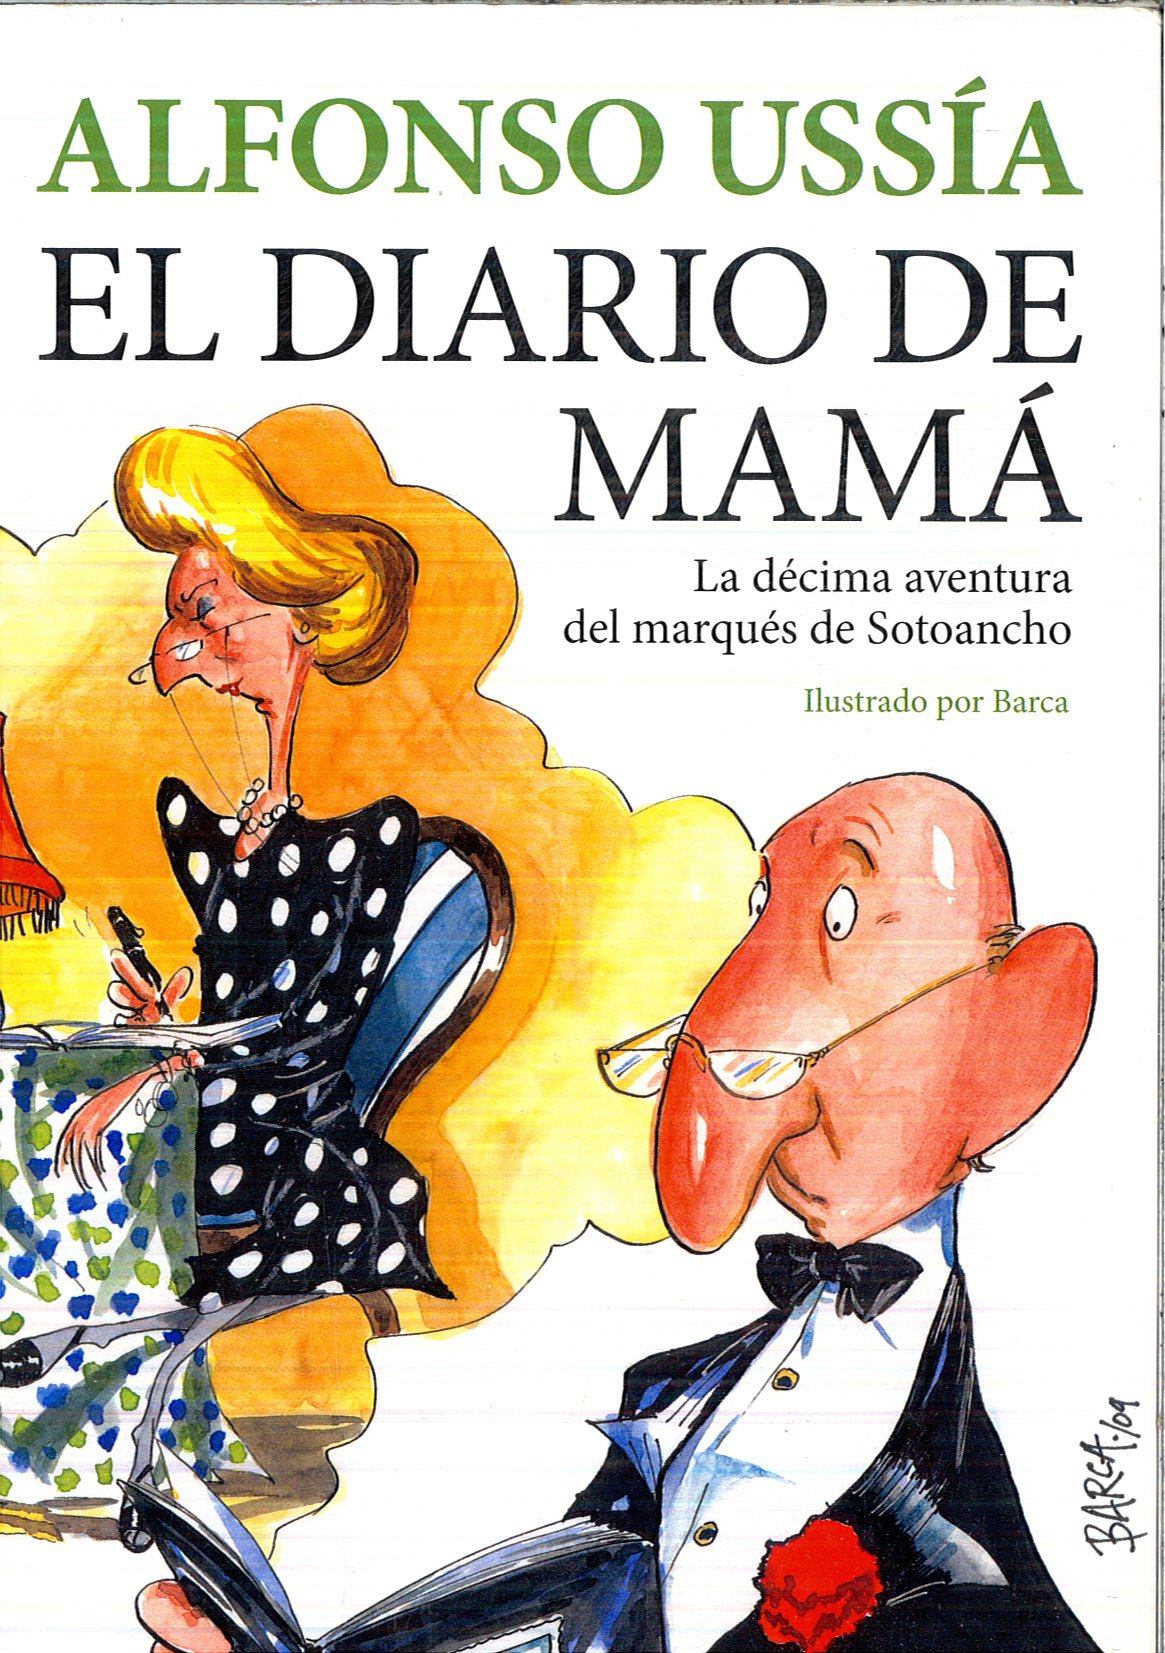 ALFONSO USSÍA
EL DIARIO DE
MAMÁ
La décima aventura
del marqués de Sotoancho
Ilustrado por Barca
BARCA./09